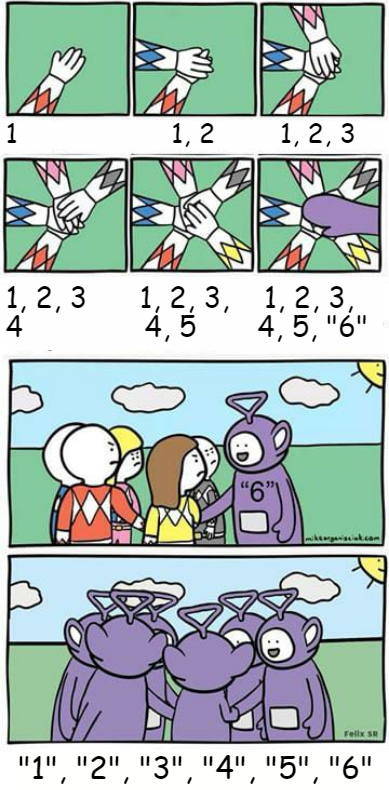 1
1, 2
1, 2, 3
1, 2, 3
4
1, 2, 3,
4, 5
1, 2, 3,
4, 5, "6"
"6"
mikeorganisciak.com
Felix SR
"1", "2", "3", "4", "5", "6"